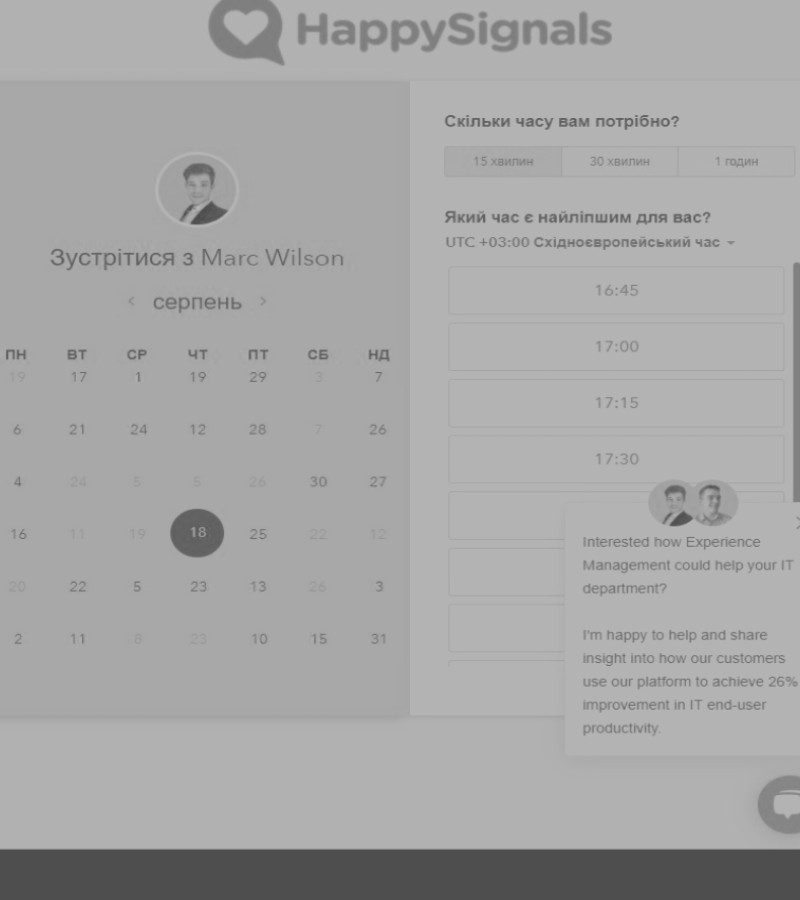 HappySignals
Зустрітися з Marc Wilson
серпень
ПН ВТ СР ЧТ ПТ СБ НД
19 17 1 19 29 3 7
6 21 24 12 28 7 26
4 24 5 5 26 30 27
16 11 19 18 25 22 12
20 22 5 23 13 26 3
2 11 8 23 10 15 31
Скільки часу вам потрібно?
15 хвилин 30 хвилин 1 годин
Який час є найліпшим для вас?
UTC +03:00 Східноєвропейський час
16:45
17:00
17:15
17:30
Interested how Experience
Management could help your IT
department?
I'm happy to help and share
insight into how our customers
use our platform to achieve 26%
improvement in IT end-user
productivity.